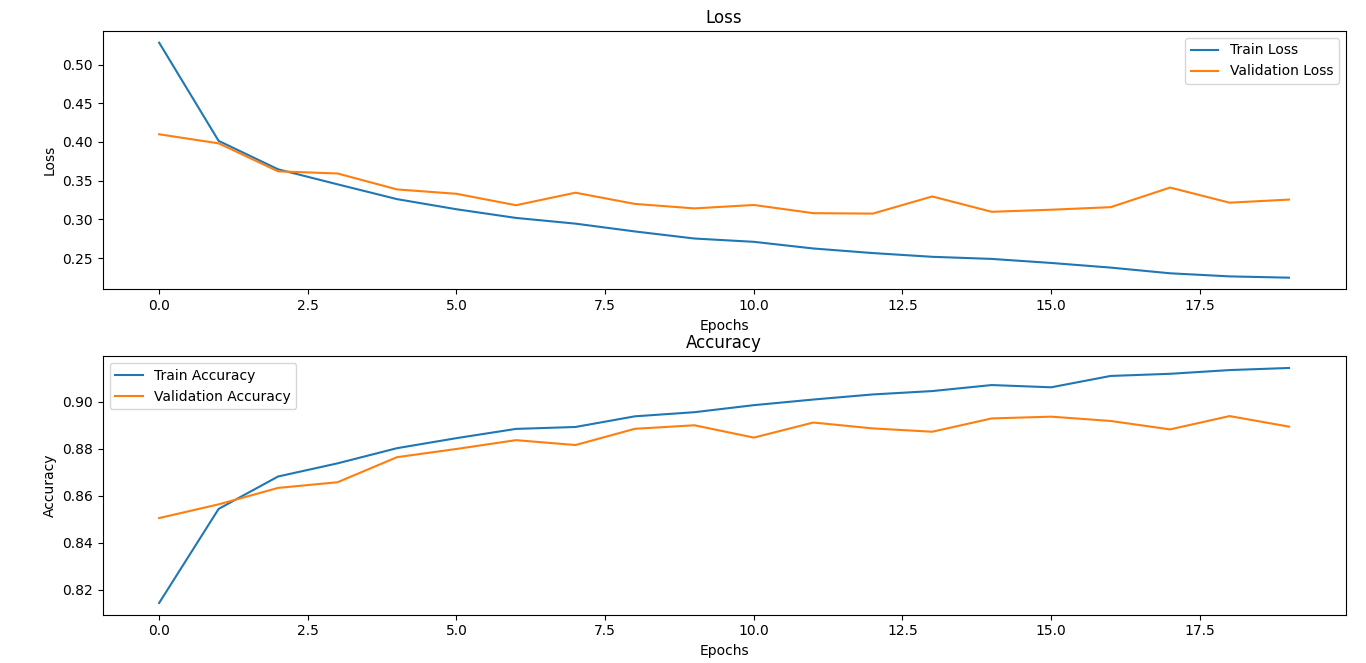 Loss
Train Loss
Validation Loss
0.50
0.45
0.40
0.35
0.30
0.25
Loss
0.0 2.5 5.0 7.5 10.0 12.5 15.0 17.5
Epochs
Accuracy
Train Accuracy
Validation Accuracy
0.90
0.88
0.86
0.84
0.82
Accuracy
0.0 2.5 5.0 7.5 10.0 12.5 15.0 17.5
Epochs